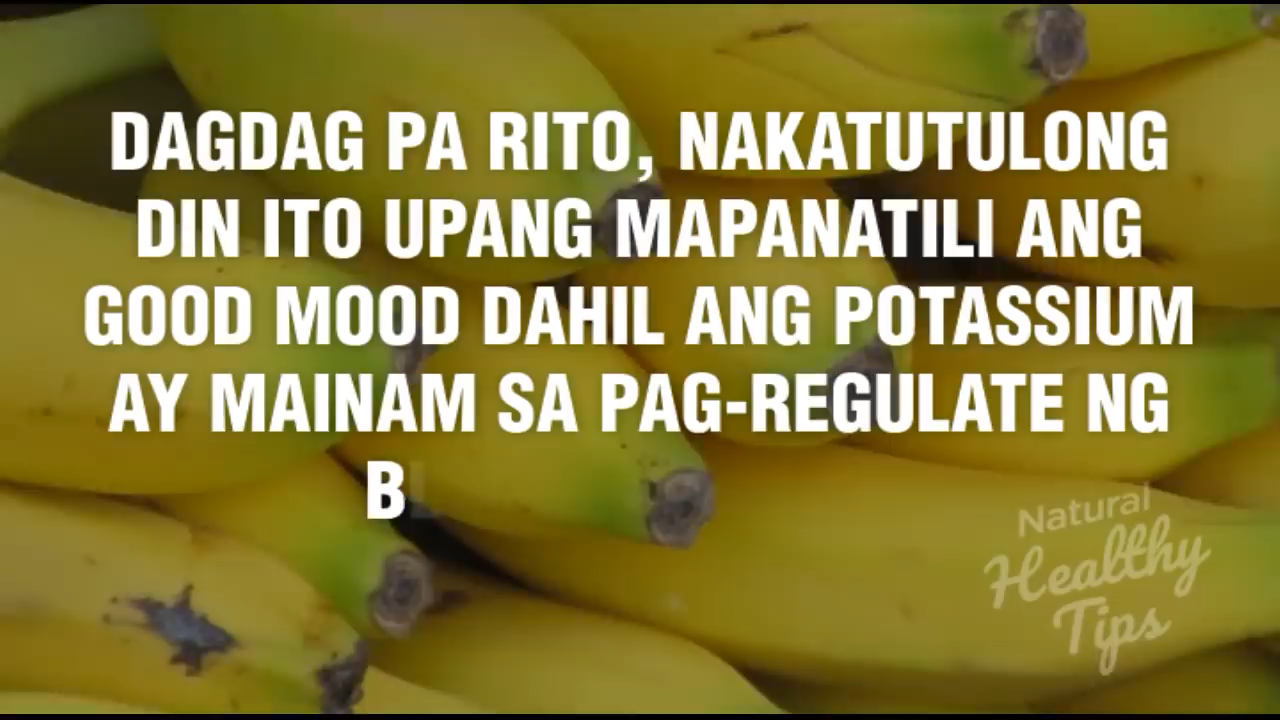 DAGDAG PA RITO, NAKATUTULONG
DIN ITO UPANG MAPANATILI ANG
GOOD MOOD DAHIL ANG POTASSIUM
AY MAINAM SA PAG-REGULATE NG
B
Natural
Healthy
Tips